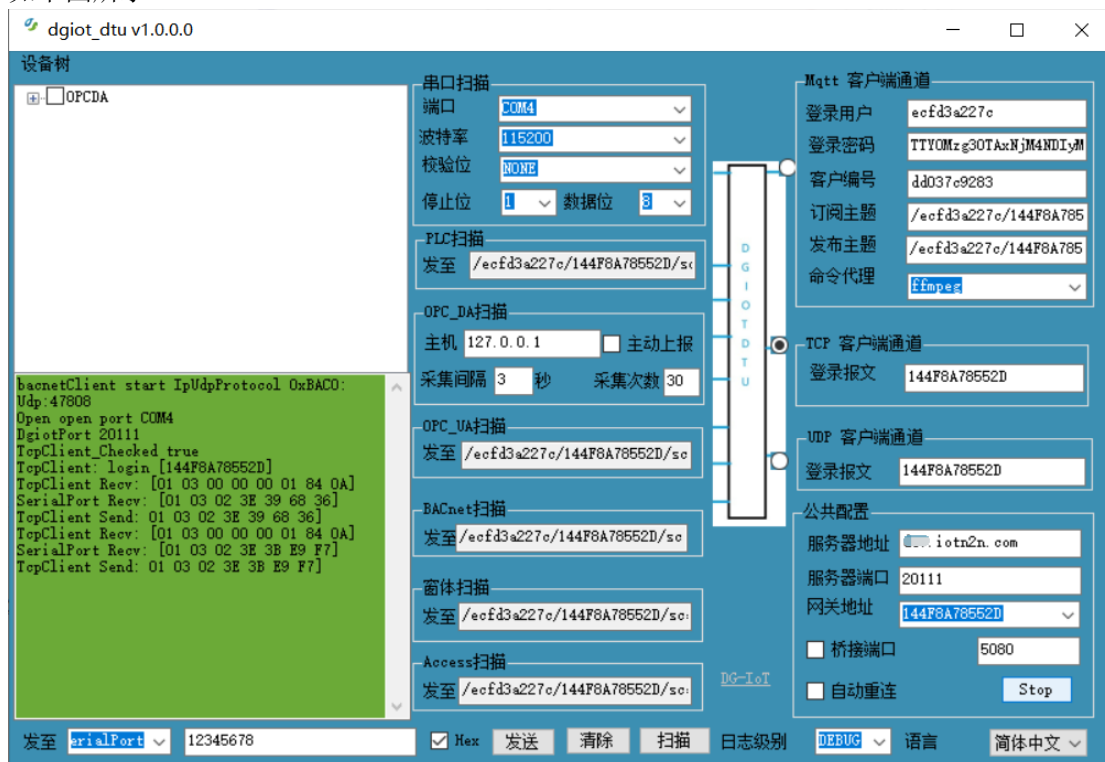 dgiot_dtu v1.0.0.0
设备树
OPCDA
bacnetClient start IpUdpProtocol 0xBAC0:
Udp:47808
Open open port COM4
DgiotPort 20111
TcpClient_Checked true
TcpClient: login [144F8A78552D]
TcpClient Recv: [01 03 00 00 00 01 84 0A]
SerialPort Recv: [01 03 02 3E 39 68 36]
TcpClient Send: 01 03 02 3E 39 68 36]
TcpClient Recv: [01 03 00 00 00 01 84 0A]
SerialPort Recv: [01 03 02 3E 3B E9 F7]
TcpClient Send: 01 03 02 3E 3B E9 F7]
串口扫描
端口 COM4
波特率 115200
校验位 NONE
停止位 1 数据位 8
PLC扫描
发至 /ecfd3a227c/144F8A78552D/sc
OPC_DA扫描
主机 127.0.0.1 主动上报
采集间隔 3 秒 采集次数 30
OPC_UA扫描
发至 /ecfd3a227c/144F8A78552D/sc
BACnet扫描
发至 /ecfd3a227c/144F8A78552D/sc
窗体扫描
发至 /ecfd3a227c/144F8A78552D/sc
Access扫描
发至 /ecfd3a227c/144F8A78552D/sc
DGIOTDTU
DG-IoT
Mqtt 客户端通道
登录用户 ecfd3a227c
登录密码 TTYOMzg3OTAxNjM4NDIyM
客户编号 dd037c9283
订阅主题 /ecfd3a227c/144F8A785
发布主题 /ecfd3a227c/144F8A785
命令代理 ffmpeg
TCP 客户端通道
登录报文 144F8A78552D
UDP 客户端通道
登录报文 144F8A78552D
公共配置
服务器地址 .iotn2n.com
服务器端口 20111
网关地址 144F8A78552D
桥接端口 5080
自动重连 Stop
发至 erialPort 12345678 Hex 发送 清除 扫描 日志级别 DEBUG 语言 简体中文